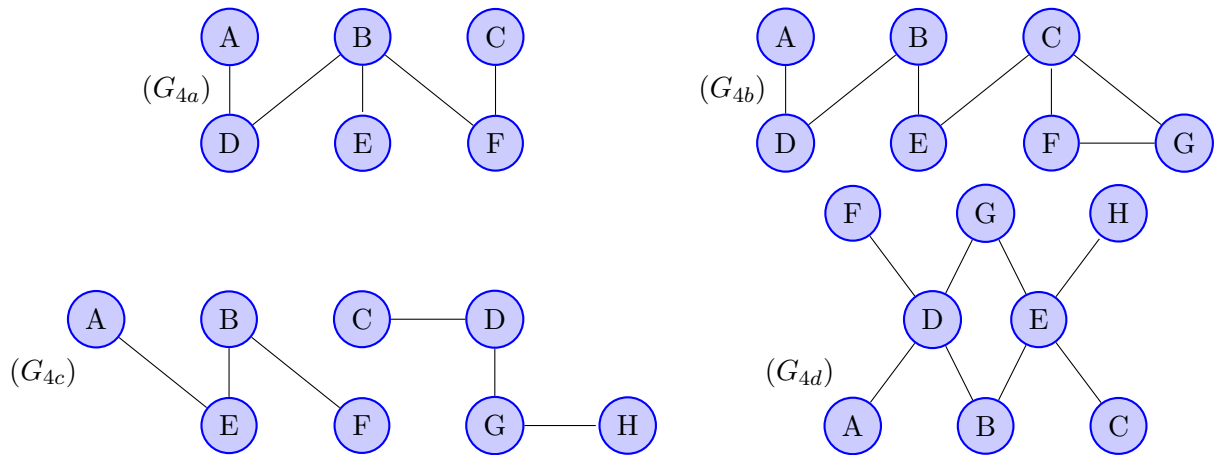 A B C
(G4a)
D E F
A B C
(G4b)
D E F G
A B C D
(G4c)
E F G H
F G H
D E
(G4d)
A B C